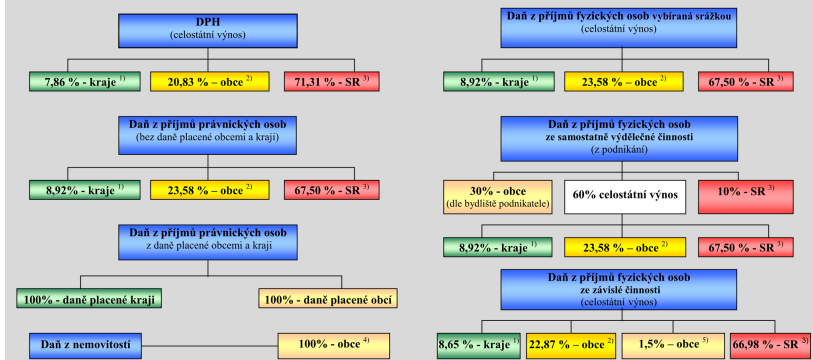 DPH
(celostátní výnos)
7,86 % - kraje 1)
20,83 % – obce 2)
71,31 % - SR 3)
Daň z příjmů právnických osob
(bez daně placené obcemi a kraji)
8,92% - kraje 1)
23,58 % – obce 2)
67,50 % - SR 3)
Daň z příjmů právnických osob
z daně placené obcemi a kraji
100% - daně placené kraji
100% - daně placené obcí
Daň z nemovitostí
100% - obce 4)
Daň z příjmů fyzických osob vybíraná srážkou
(celostátní výnos)
8,92% - kraje 1)
23,58 % – obce 2)
67,50 % - SR 3)
Daň z příjmů fyzických osob
ze samostatně výdělečné činnosti
(z podnikání)
30% - obce
(dle bydliště podnikatele)
60% celostátní výnos
10% - SR 3)
8,92% - kraje 1)
23,58 % – obce 2)
67,50 % - SR 3)
Daň z příjmů fyzických osob
ze závislé činnosti
(celostátní výnos)
8,65 % - kraje 1)
22,87 % – obce 2)
1,5% – obce 5)
66,98 % - SR 3)